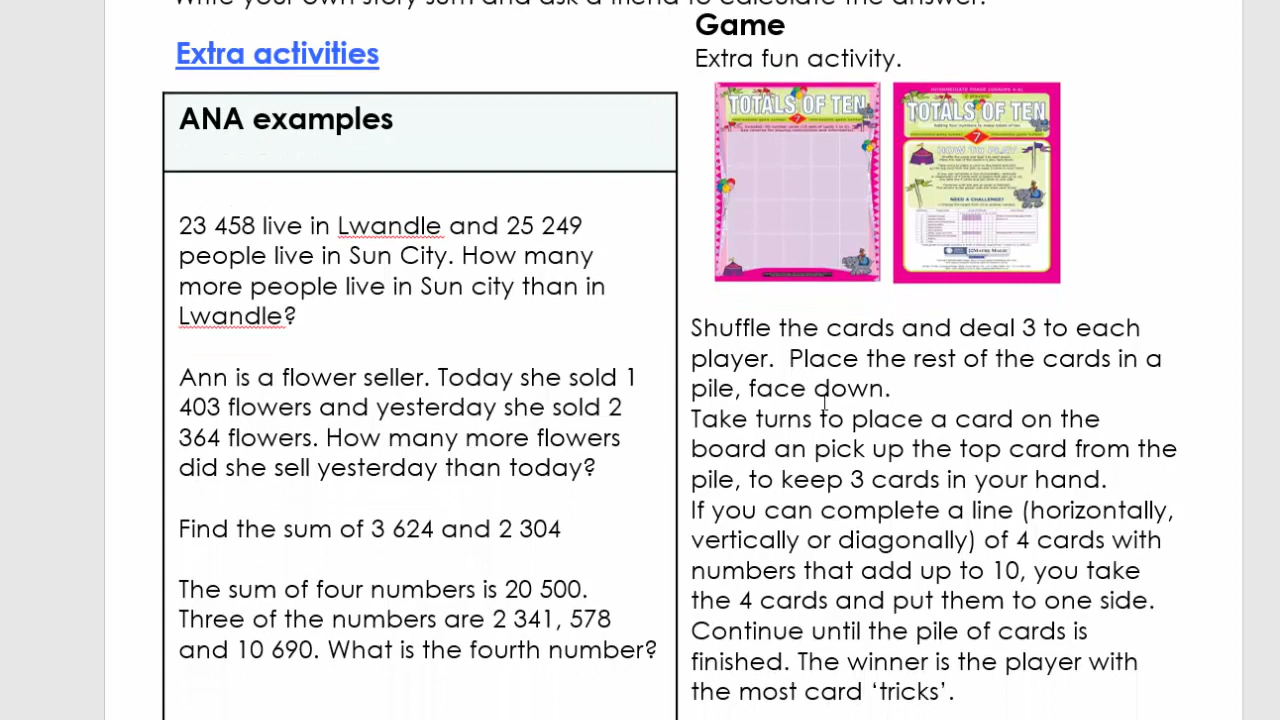 Extra activities
ANA examples
23 458 live in Lwandle and 25 249
people live in Sun City. How many
more people live in Sun city than in
Lwandle?
Ann is a flower seller. Today she sold 1
403 flowers and yesterday she sold 2
364 flowers. How many more flowers
did she sell yesterday than today?
Find the sum of 3 624 and 2 304
The sum of four numbers is 20 500.
Three of the numbers are 2 341, 578
and 10 690. What is the fourth number?
Game
Extra fun activity.
TOTALS OF TEN
7
TOTALS OF TEN
7
HOW TO PLAY
NEED A CHALLENGE?
Shuffle the cards and deal 3 to each
player. Place the rest of the cards in a
pile, face down.
Take turns to place a card on the
board an pick up the top card from the
pile, to keep 3 cards in your hand.
If you can complete a line (horizontally,
vertically or diagonally) of 4 cards with
numbers that add up to 10, you take
the 4 cards and put them to one side.
Continue until the pile of cards is
finished. The winner is the player with
the most card ‘tricks’.